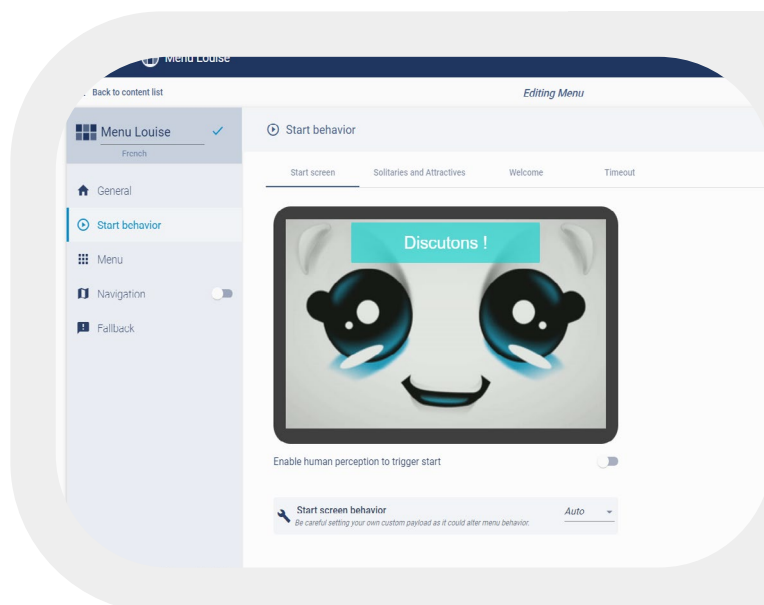 Menu Louise
Back to content list
Editing Menu
Menu Louise
French
General
Start behavior
Menu
Navigation
Fallback
Start behavior
Start screen
Solitaries and Attractives
Welcome
Timeout
Discutons !
Enable human perception to trigger start
Start screen behavior
Be careful setting your own custom payload as it could alter menu behavior.
Auto